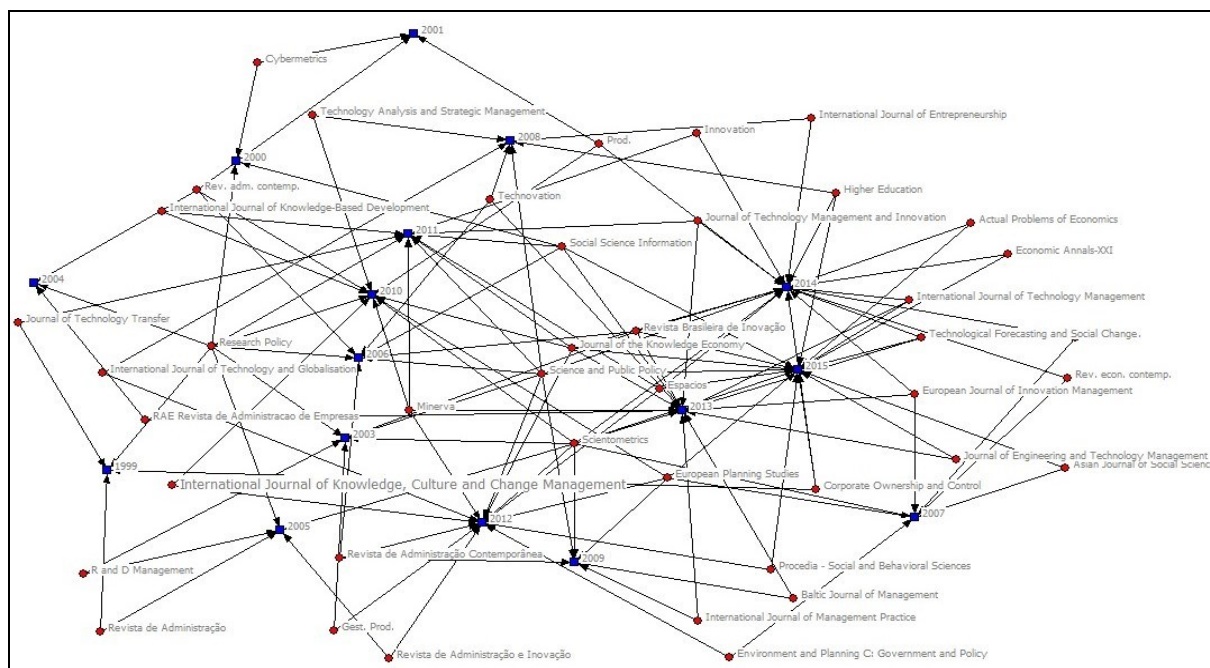 2001
Cybermetrics
Technology Analysis and Strategic Management
International Journal of Entrepreneurship
Innovation
2008
Prod.
2000
Rev. adm. contemp.
Higher Education
Technovation
International Journal of Knowledge-Based Development
Journal of Technology Management and Innovation
Actual Problems of Economics
2011
Social Science Information
Economic Annals-XXI
2004
2014
2010
International Journal of Technology Management
Journal of Technology Transfer
Revista Brasileira de Inovação
Technological Forecasting and Social Change.
Research Policy
Journal of the Knowledge Economy
2006
International Journal of Technology and Globalisation
Science and Public Policy
2015
Rev. econ. contemp.
Espacios
European Journal of Innovation Management
Minerva
2013
RAE Revista de Administracao de Empresas
2003
Scientometrics
Journal of Engineering and Technology Management
1999
Asian Journal of Social Scienc
European Planning Studies
International Journal of Knowledge, Culture and Change Management
Corporate Ownership and Control
2007
2012
2005
Revista de Administração Contemporânea
2009
Procedia - Social and Behavioral Sciences
R and D Management
Baltic Journal of Management
International Journal of Management Practice
Revista de Administração
Gest. Prod.
Revista de Administração e Inovação
Environment and Planning C: Government and Policy